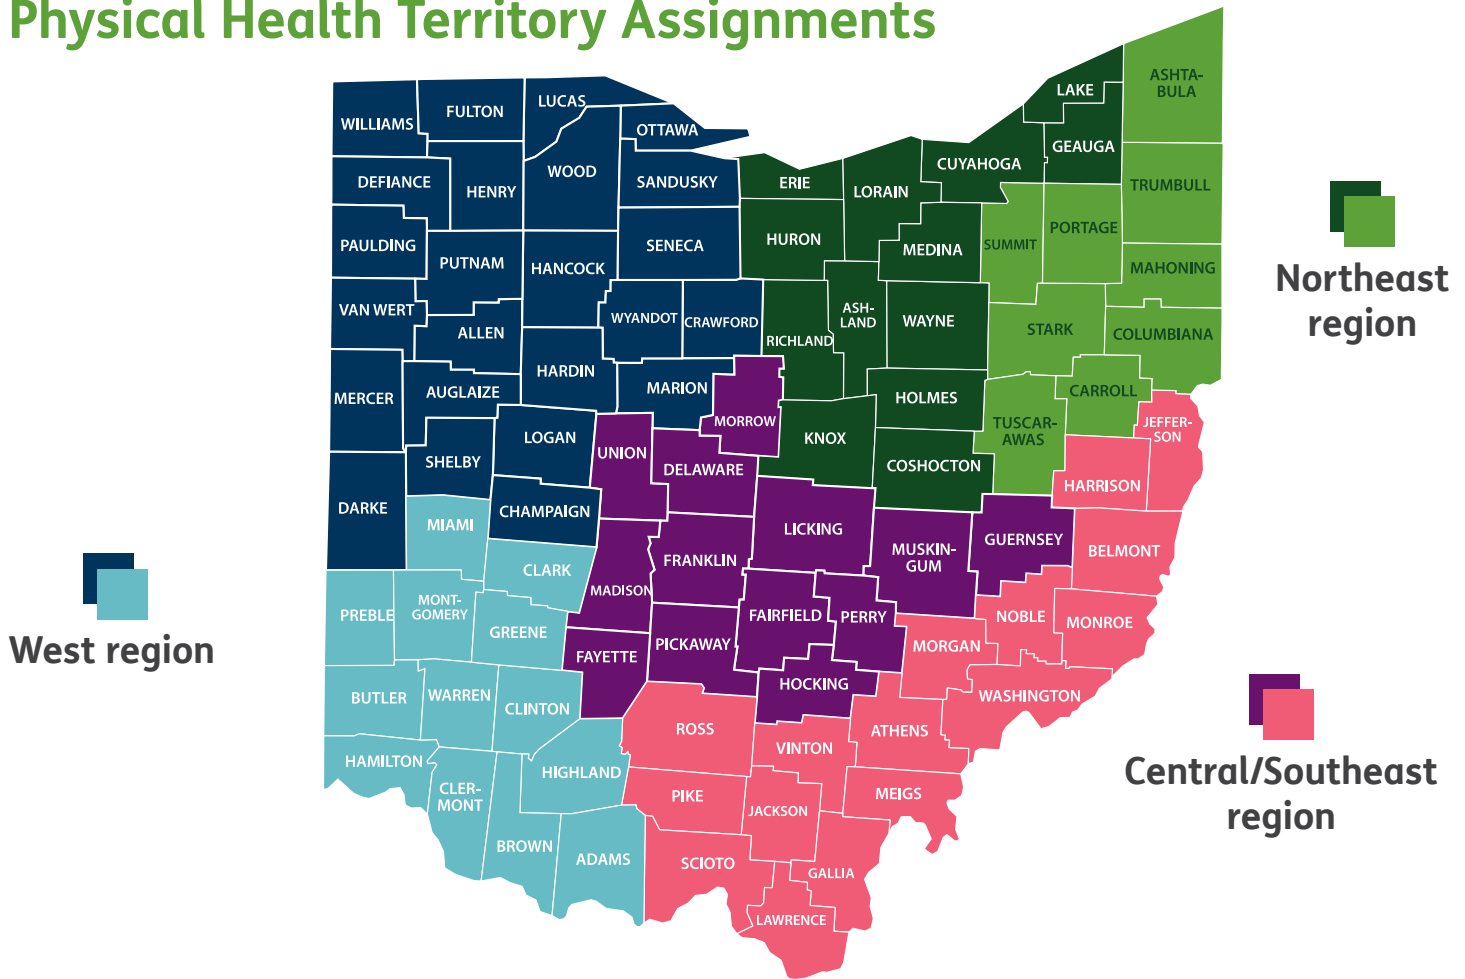 Physical Health Territory Assignments
ASHTA-
BULA
LAKE
LUCAS
FULTON
WILLIAMS
OTTAWA
GEAUGA
CUYAHOGA
WOOD
DEFIANCE
HENRY
SANDUSKY
ERIE
LORAIN
TRUMBULL
PORTAGE
HURON
PAULDING
SENECA
MEDINA
SUMMIT
PUTNAM
HANCOCK
MAHONING
Northeast
region
VAN WERT
ASH-
LAND
WYANDOT
CRAWFORD
WAYNE
STARK
ALLEN
COLUMBIANA
RICHLAND
HARDIN
MARION
AUGLAIZE
MERCER
HOLMES
CARROLL
MORROW
TUSCAR-
AWAS
JEFFER-
SON
LOGAN
KNOX
UNION
SHELBY
DELAWARE
COSHOCTON
HARRISON
DARKE
CHAMPAIGN
MIAMI
LICKING
GUERNSEY
MUSKIN-
GUM
BELMONT
FRANKLIN
CLARK
MADISON
MONT-
GOMERY
PREBLE
FAIRFIELD
PERRY
NOBLE
MONROE
GREENE
PICKAWAY
MORGAN
West region
FAYETTE
HOCKING
BUTLER
WARREN
WASHINGTON
CLINTON
ROSS
ATHENS
VINTON
HAMILTON
HIGHLAND
Central/Southeast
region
CLER-
MONT
PIKE
MEIGS
JACKSON
BROWN
ADAMS
SCIOTO
GALLIA
LAWRENCE